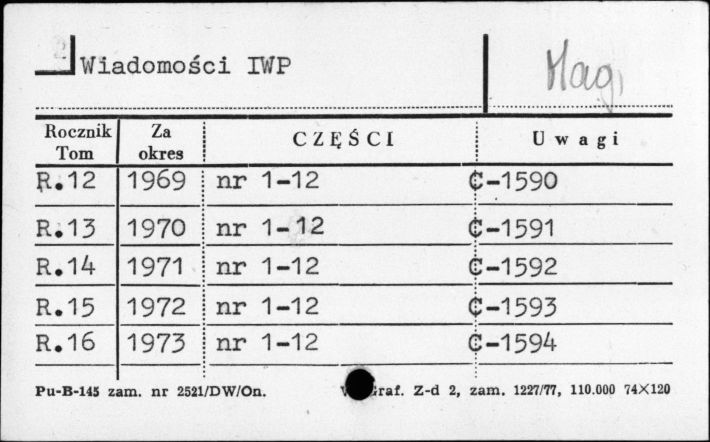 Wiadomości IWP
Mag.
Rocznik Tom | Za okres | CZĘŚCI | Uwagi
R.12 | 1969 | nr 1-12 | C-1590
R.13 | 1970 | nr 1-12 | C-1591
R.14 | 1971 | nr 1-12 | C-1592
R.15 | 1972 | nr 1-12 | C-1593
R.16 | 1973 | nr 1-12 | C-1594
Pu-B-145 zam. nr 2521/DW/On. Z-d 2, zam. 1227/77, 110.000 74×120